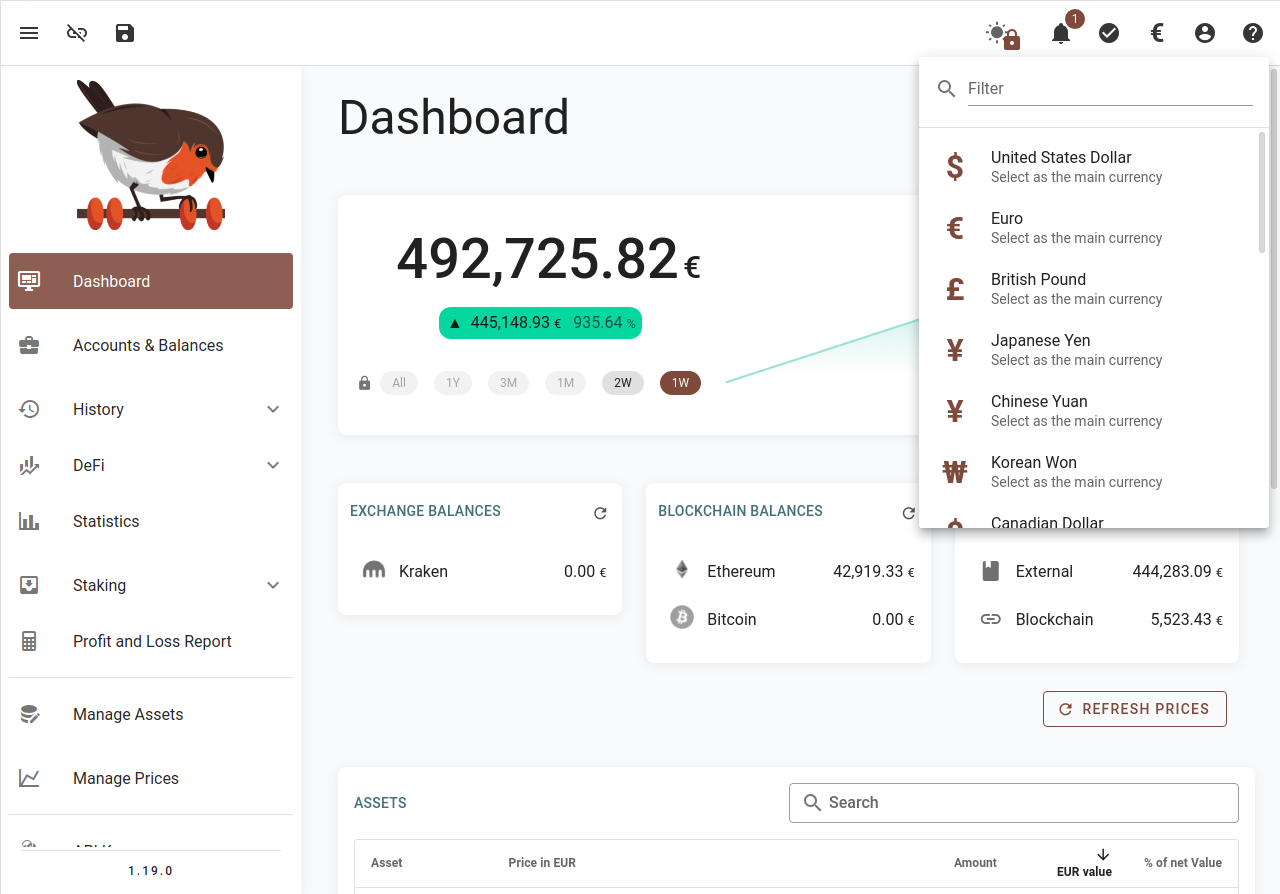 1
Filter
United States Dollar
Select as the main currency
Euro
Select as the main currency
British Pound
Select as the main currency
Japanese Yen
Select as the main currency
Chinese Yuan
Select as the main currency
Korean Won
Select as the main currency
Canadian Dollar
Dashboard
Accounts & Balances
History
DeFi
Statistics
Staking
Profit and Loss Report
Manage Assets
Manage Prices
1.19.0
Dashboard
492,725.82 €
▲ 445,148.93 € 935.64 %
All 1Y 3M 1M 2W 1W
EXCHANGE BALANCES
Kraken 0.00 €
BLOCKCHAIN BALANCES
Ethereum 42,919.33 €
Bitcoin 0.00 €
External 444,283.09 €
Blockchain 5,523.43 €
REFRESH PRICES
ASSETS
Search
Asset Price in EUR Amount EUR value % of net Value